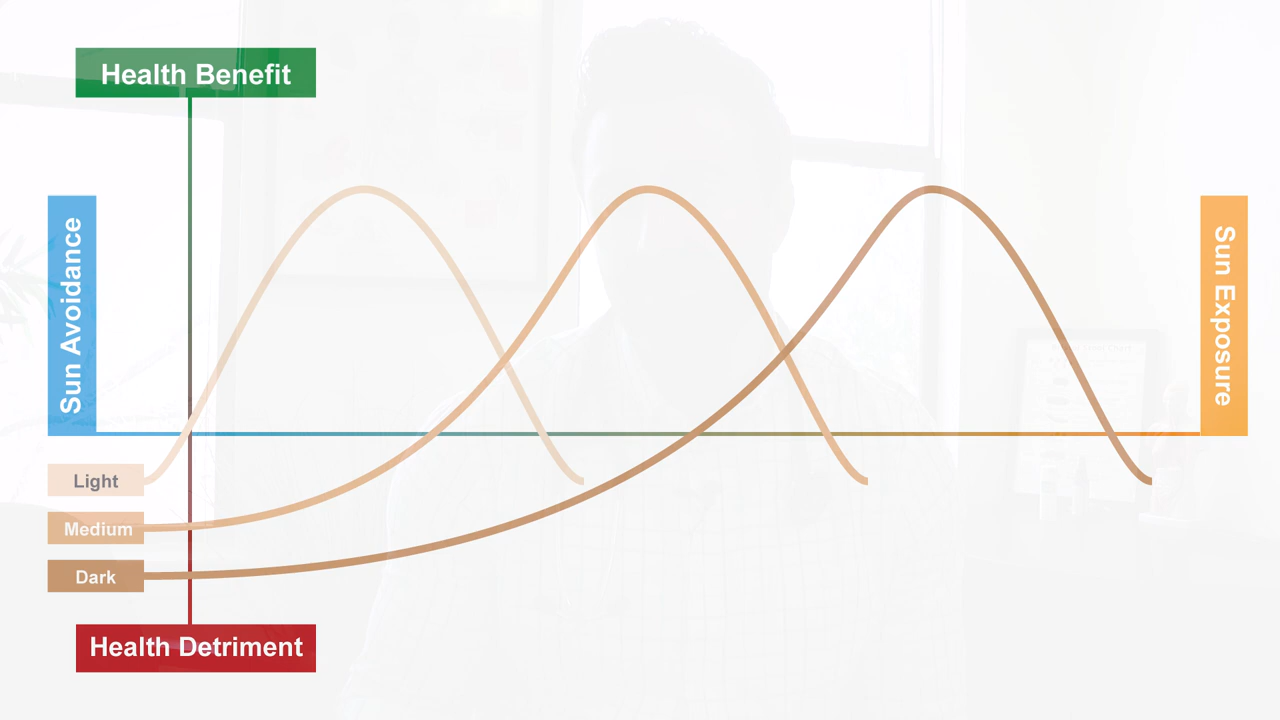 Health Benefit
Sun Avoidance
Sun Exposure
Light
Medium
Dark
Health Detriment